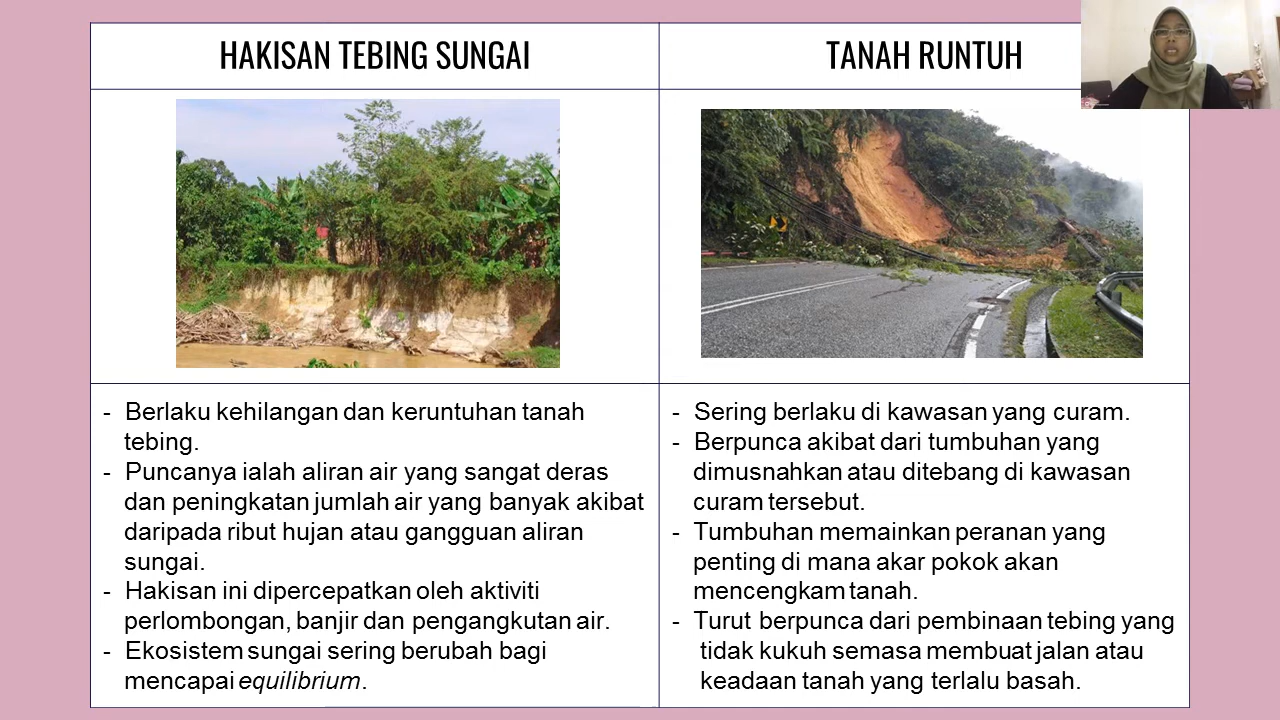 HAKISAN TEBING SUNGAI
TANAH RUNTUH
- Berlaku kehilangan dan keruntuhan tanah
tebing.
- Puncanya ialah aliran air yang sangat deras
dan peningkatan jumlah air yang banyak akibat
daripada ribut hujan atau gangguan aliran
sungai.
- Hakisan ini dipercepatkan oleh aktiviti
perlombongan, banjir dan pengangkutan air.
- Ekosistem sungai sering berubah bagi
mencapai equilibrium.
- Sering berlaku di kawasan yang curam.
- Berpunca akibat dari tumbuhan yang
dimusnahkan atau ditebang di kawasan
curam tersebut.
- Tumbuhan memainkan peranan yang
penting di mana akar pokok akan
mencengkam tanah.
- Turut berpunca dari pembinaan tebing yang
tidak kukuh semasa membuat jalan atau
keadaan tanah yang terlalu basah.